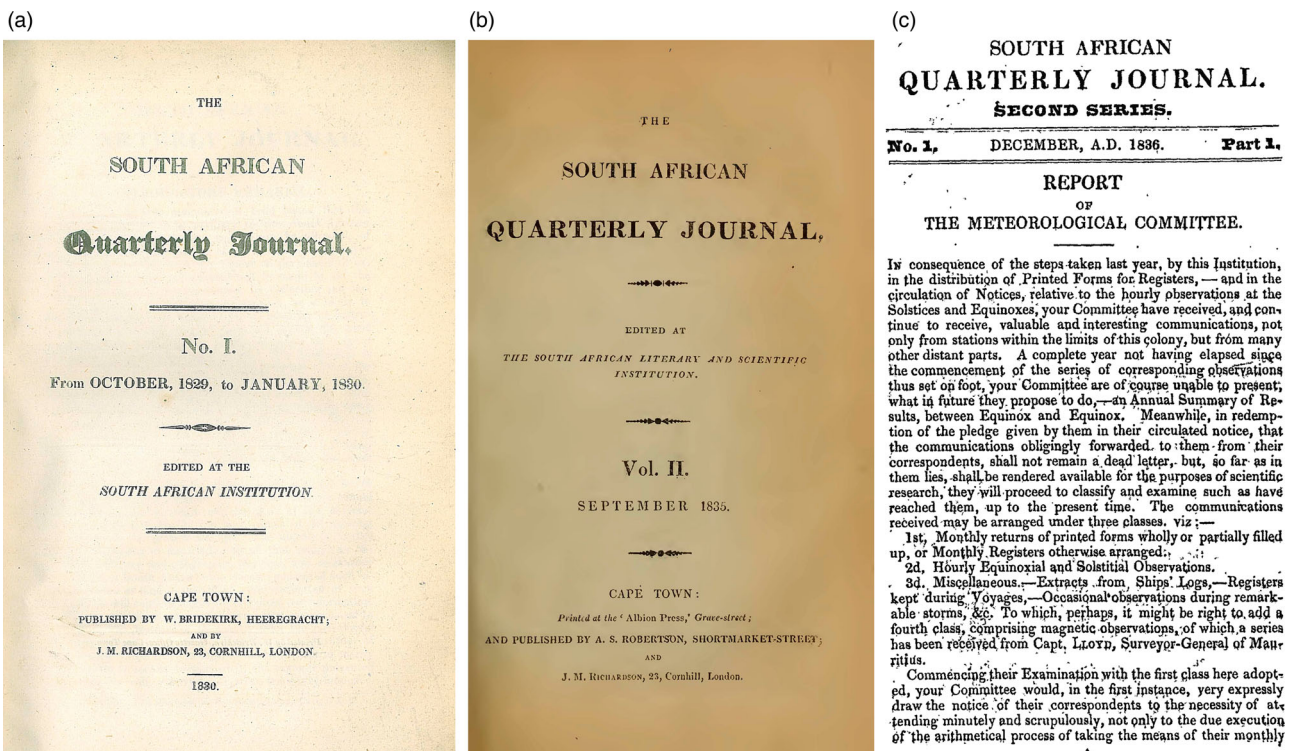 (a)
THE
SOUTH AFRICAN
Quarterly Journal.
No. I.
From OCTOBER, 1829, to JANUARY, 1830.
EDITED AT THE
SOUTH AFRICAN INSTITUTION.
CAPE TOWN:
PUBLISHED BY W. BRIDEKIRK, HEEREGRACHT;
AND BY
J. M. RICHARDSON, 23, CORNHILL, LONDON.
1830.
(b)
THE
SOUTH AFRICAN
QUARTERLY JOURNAL,
EDITED AT
THE SOUTH AFRICAN LITERARY AND SCIENTIFIC
INSTITUTION.
Vol. II.
SEPTEMBER 1835.
CAPE TOWN:
Printed at the ‘Albion Press,’ Grave-street;
AND PUBLISHED BY A. S. ROBERTSON, SHORTMARKET-STREET;
AND
J. M. RICHARDSON, 23, Cornhill, London.
(c)
SOUTH AFRICAN
QUARTERLY JOURNAL.
SECOND SERIES.
No. 1, DECEMBER, A.D. 1836. Part 1.
REPORT
OF
THE METEOROLOGICAL COMMITTEE.
In consequence of the steps taken last year, by this Institution,
in the distribution of Printed Forms for Registers, — and in the
circulation of Notices, relative to the hourly observations at the
Solstices and Equinoxes, your Committee have received, and con-
tinue to receive, valuable and interesting communications, not
only from stations within the limits of this colony, but from many
other distant parts. A complete year not having elapsed since
the commencement of the series of corresponding observations
thus set on foot, your Committee are of course unable to present,
what in future they propose to do,—an Annual Summary of Re-
sults, between Equinox and Equinox. Meanwhile, in redemp-
tion of the pledge given by them in their circulated notice, that
the communications obligingly forwarded to them from their
correspondents, shall not remain a dead letter, but, so far as in
them lies, shall be rendered available for the purposes of scientific
research, they will proceed to classify and examine such as have
reached them, up to the present time. The communications
received may be arranged under three classes. viz:—
1st, Monthly returns of printed forms wholly or partially filled
up, or Monthly Registers otherwise arranged:
2d, Hourly Equinoxial and Solstitial Observations.
3d. Miscellaneous.—Extracts from Ships' Logs,—Registers
kept during Voyages,—Occasional observations during remark-
able storms, &c. To which, perhaps, it might be right to add a
fourth class, comprising magnetic observations, of which a series
has been received from Capt. LLOYD, Surveyor-General of Mau-
ritius.
Commencing their Examination with the first class here adopt-
ed, your Committee would, in the first instance, very expressly
draw the notice of their correspondents to the necessity of at-
tending minutely and scrupulously, not only to the due execution
of the arithmetical process of taking the means of their monthly